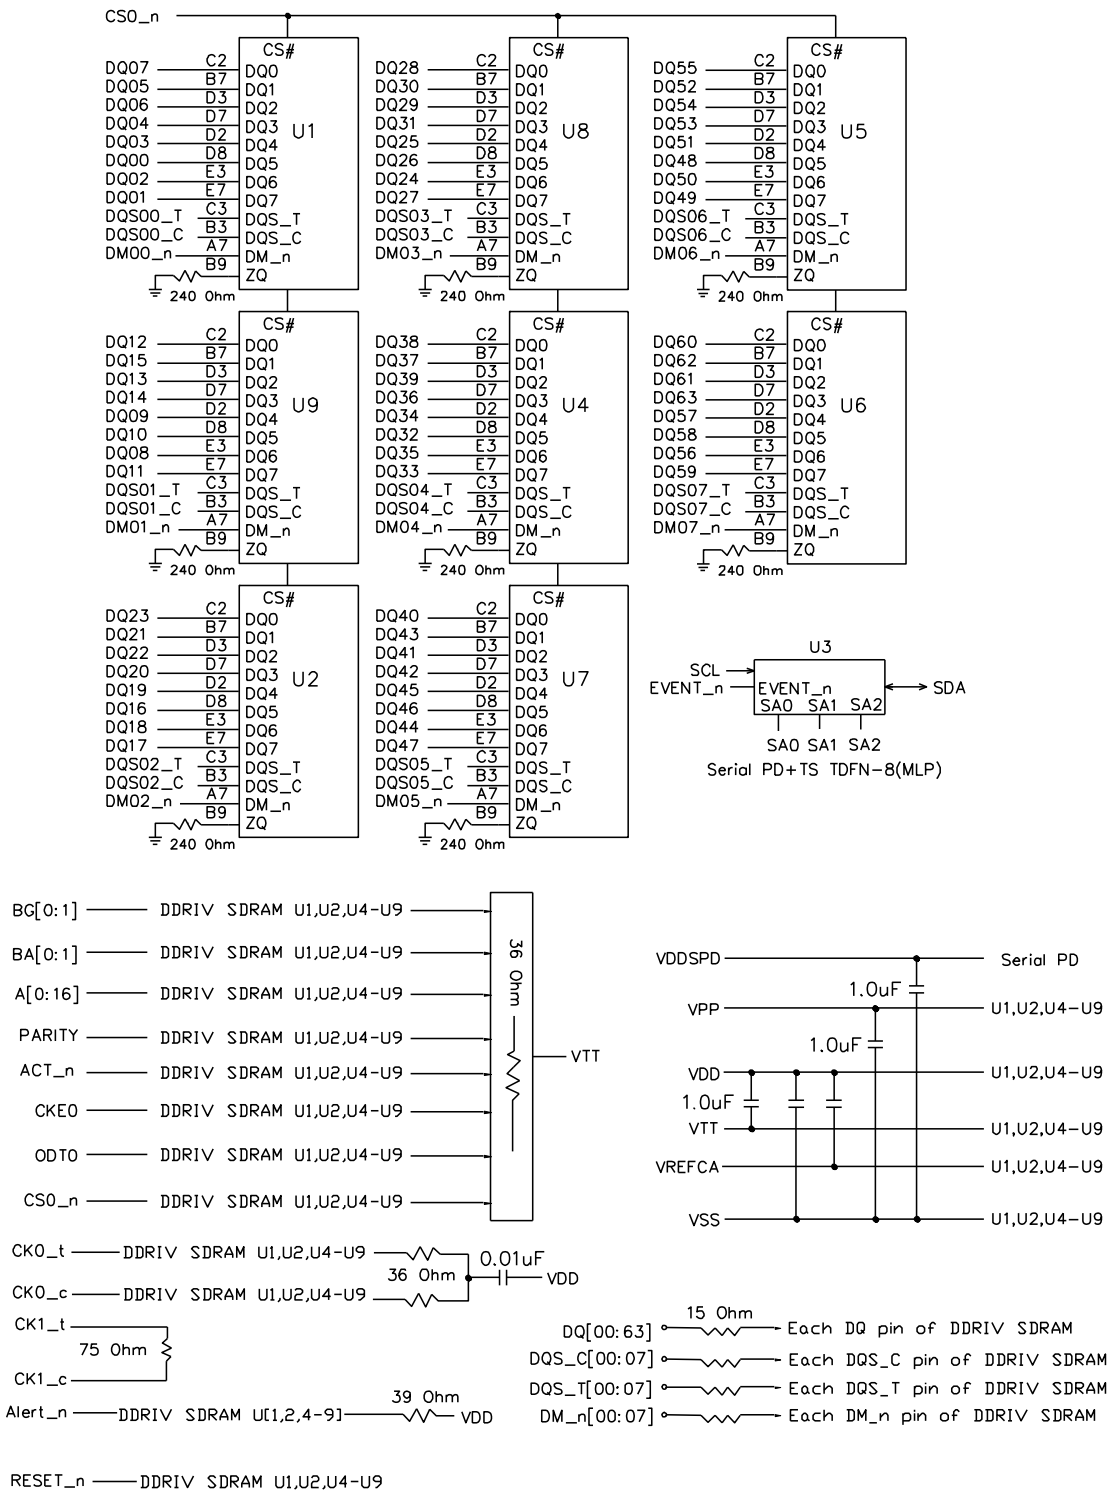 CS0_n
CS#
DQ07 C2 DQ0
DQ05 B7 DQ1
DQ06 D3 DQ2
DQ04 D7 DQ3
U1
DQ03 D2 DQ4
DQ00 D8 DQ5
DQ02 E3 DQ6
DQ01 E7 DQ7
DQS00_T C3 DQS_T
DQS00_C B3 DQS_C
DM00_n A7 DM_n
B9 ZQ
240 Ohm
CS#
DQ28 C2 DQ0
DQ30 B7 DQ1
DQ29 D3 DQ2
DQ31 D7 DQ3
U8
DQ25 D2 DQ4
DQ26 D8 DQ5
DQ24 E3 DQ6
DQ27 E7 DQ7
DQS03_T C3 DQS_T
DQS03_C B3 DQS_C
DM03_n A7 DM_n
B9 ZQ
240 Ohm
CS#
DQ55 C2 DQ0
DQ52 B7 DQ1
DQ54 D3 DQ2
DQ53 D7 DQ3
U5
DQ51 D2 DQ4
DQ48 D8 DQ5
DQ50 E3 DQ6
DQ49 E7 DQ7
DQS06_T C3 DQS_T
DQS06_C B3 DQS_C
DM06_n A7 DM_n
B9 ZQ
240 Ohm
CS#
DQ12 C2 DQ0
DQ15 B7 DQ1
DQ13 D3 DQ2
DQ14 D7 DQ3
U9
DQ09 D2 DQ4
DQ10 D8 DQ5
DQ08 E3 DQ6
DQ11 E7 DQ7
DQS01_T C3 DQS_T
DQS01_C B3 DQS_C
DM01_n A7 DM_n
B9 ZQ
240 Ohm
CS#
DQ38 C2 DQ0
DQ37 B7 DQ1
DQ39 D3 DQ2
DQ36 D7 DQ3
U4
DQ34 D2 DQ4
DQ32 D8 DQ5
DQ35 E3 DQ6
DQ33 E7 DQ7
DQS04_T C3 DQS_T
DQS04_C B3 DQS_C
DM04_n A7 DM_n
B9 ZQ
240 Ohm
CS#
DQ60 C2 DQ0
DQ62 B7 DQ1
DQ61 D3 DQ2
DQ63 D7 DQ3
U6
DQ57 D2 DQ4
DQ58 D8 DQ5
DQ56 E3 DQ6
DQ59 E7 DQ7
DQS07_T C3 DQS_T
DQS07_C B3 DQS_C
DM07_n A7 DM_n
B9 ZQ
240 Ohm
CS#
DQ23 C2 DQ0
DQ21 B7 DQ1
DQ22 D3 DQ2
DQ20 D7 DQ3
U2
DQ19 D2 DQ4
DQ16 D8 DQ5
DQ18 E3 DQ6
DQ17 E7 DQ7
DQS02_T C3 DQS_T
DQS02_C B3 DQS_C
DM02_n A7 DM_n
B9 ZQ
240 Ohm
CS#
DQ40 C2 DQ0
DQ43 B7 DQ1
DQ41 D3 DQ2
DQ42 D7 DQ3
U7
DQ45 D2 DQ4
DQ46 D8 DQ5
DQ44 E3 DQ6
DQ47 E7 DQ7
DQS05_T C3 DQS_T
DQS05_C B3 DQS_C
DM05_n A7 DM_n
B9 ZQ
240 Ohm
U3
SCL
EVENT_n EVENT_n SDA
SA0 SA1 SA2
SA0 SA1 SA2
Serial PD+TS TDFN-8(MLP)
BG[0:1] DDRIV SDRAM U1,U2,U4-U9
BA[0:1] DDRIV SDRAM U1,U2,U4-U9
A[0:16] DDRIV SDRAM U1,U2,U4-U9
PARITY DDRIV SDRAM U1,U2,U4-U9
ACT_n DDRIV SDRAM U1,U2,U4-U9
CKE0 DDRIV SDRAM U1,U2,U4-U9
ODT0 DDRIV SDRAM U1,U2,U4-U9
CS0_n DDRIV SDRAM U1,U2,U4-U9
36 Ohm
VTT
VDDSPD Serial PD
1.0uF
VPP U1,U2,U4-U9
1.0uF
VDD U1,U2,U4-U9
1.0uF
VTT U1,U2,U4-U9
VREFCA U1,U2,U4-U9
VSS U1,U2,U4-U9
CK0_t DDRIV SDRAM U1,U2,U4-U9
36 Ohm 0.01uF VDD
CK0_c DDRIV SDRAM U1,U2,U4-U9
CK1_t
75 Ohm
CK1_c
39 Ohm
Alert_n DDRIV SDRAM U[1,2,4-9] VDD
RESET_n DDRIV SDRAM U1,U2,U4-U9
15 Ohm
DQ[00:63] Each DQ pin of DDRIV SDRAM
DQS_C[00:07] Each DQS_C pin of DDRIV SDRAM
DQS_T[00:07] Each DQS_T pin of DDRIV SDRAM
DM_n[00:07] Each DM_n pin of DDRIV SDRAM